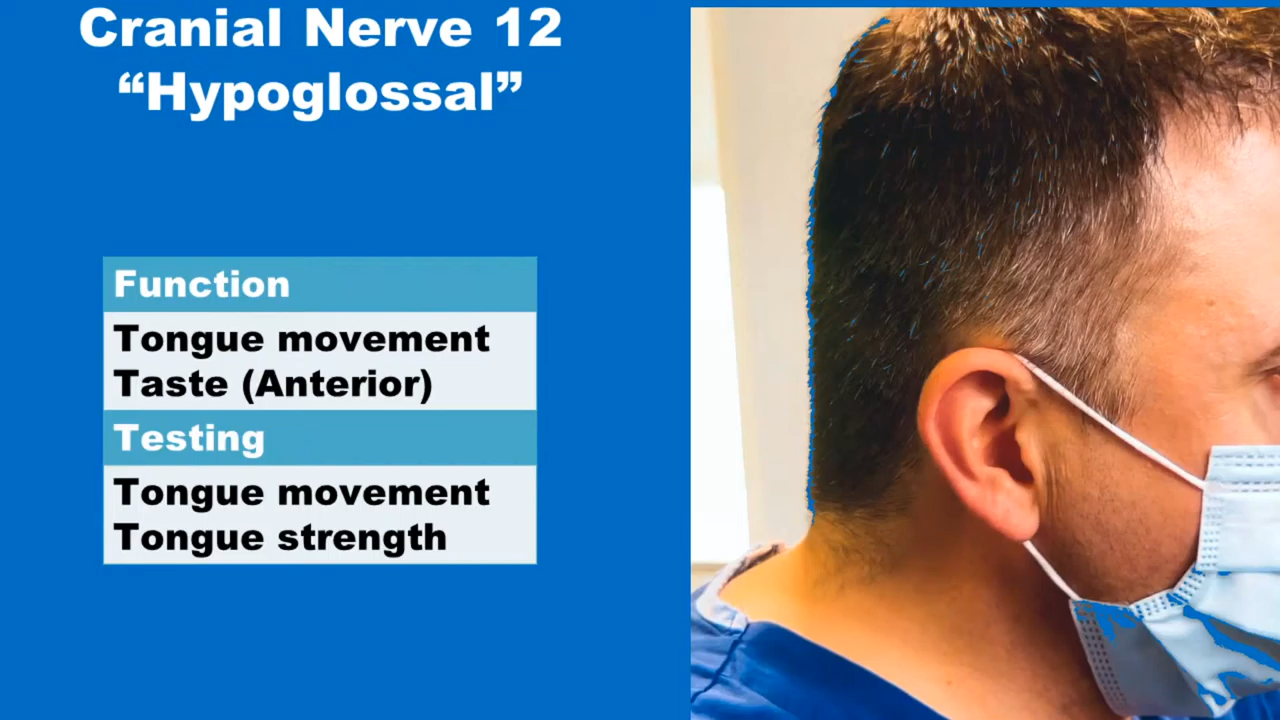 Cranial Nerve 12
“Hypoglossal”
Function
Tongue movement
Taste (Anterior)
Testing
Tongue movement
Tongue strength